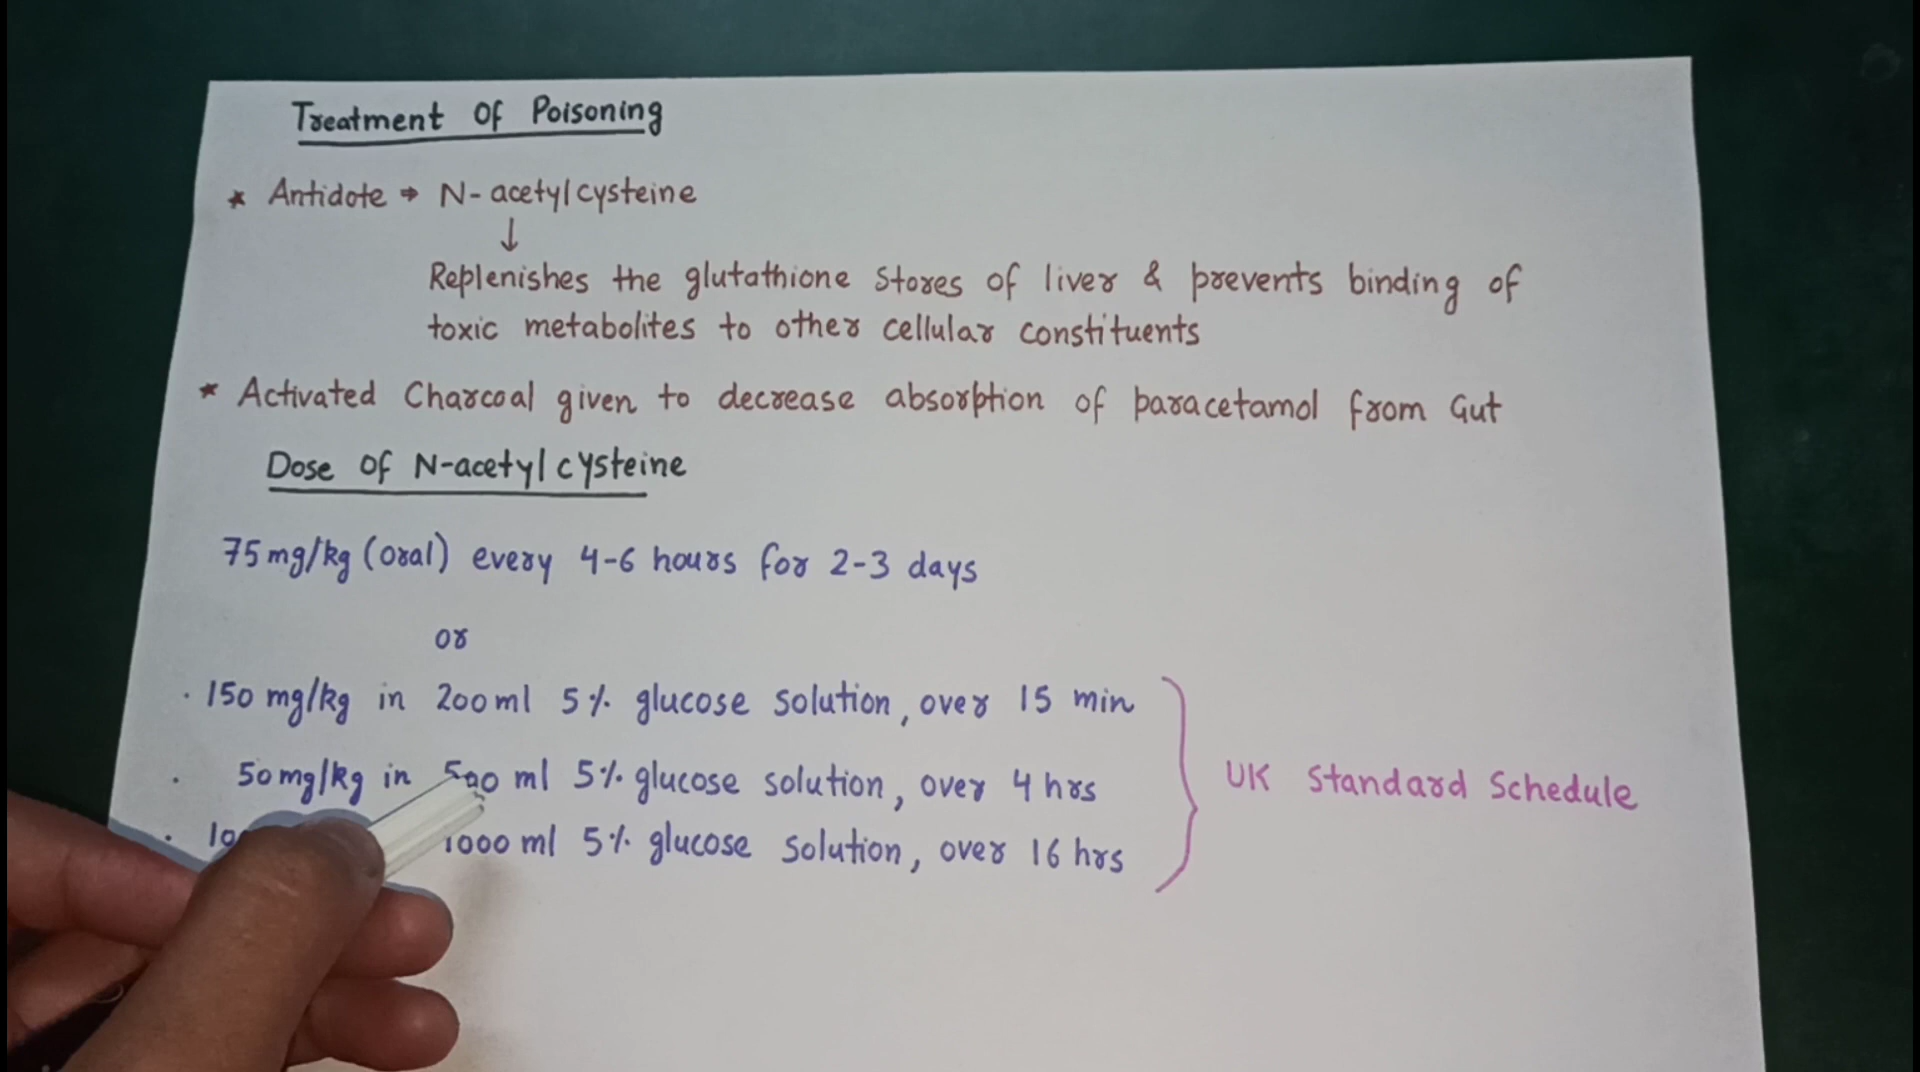 Treatment Of Poisoning
* Antidote → N-acetylcysteine
↓
Replenishes the glutathione Stores of liver & prevents binding of
toxic metabolites to other cellular constituents
* Activated Charcoal given to decrease absorption of paracetamol from Gut
Dose Of N-acetylcysteine
75 mg/kg (oral) every 4-6 hours for 2-3 days
or
· 150 mg/kg in 200 ml 5% glucose solution, over 15 min
· 50 mg/kg in 500 ml 5% glucose solution, over 4 hrs
· 1000 ml 5% glucose solution, over 16 hrs
UK Standard Schedule